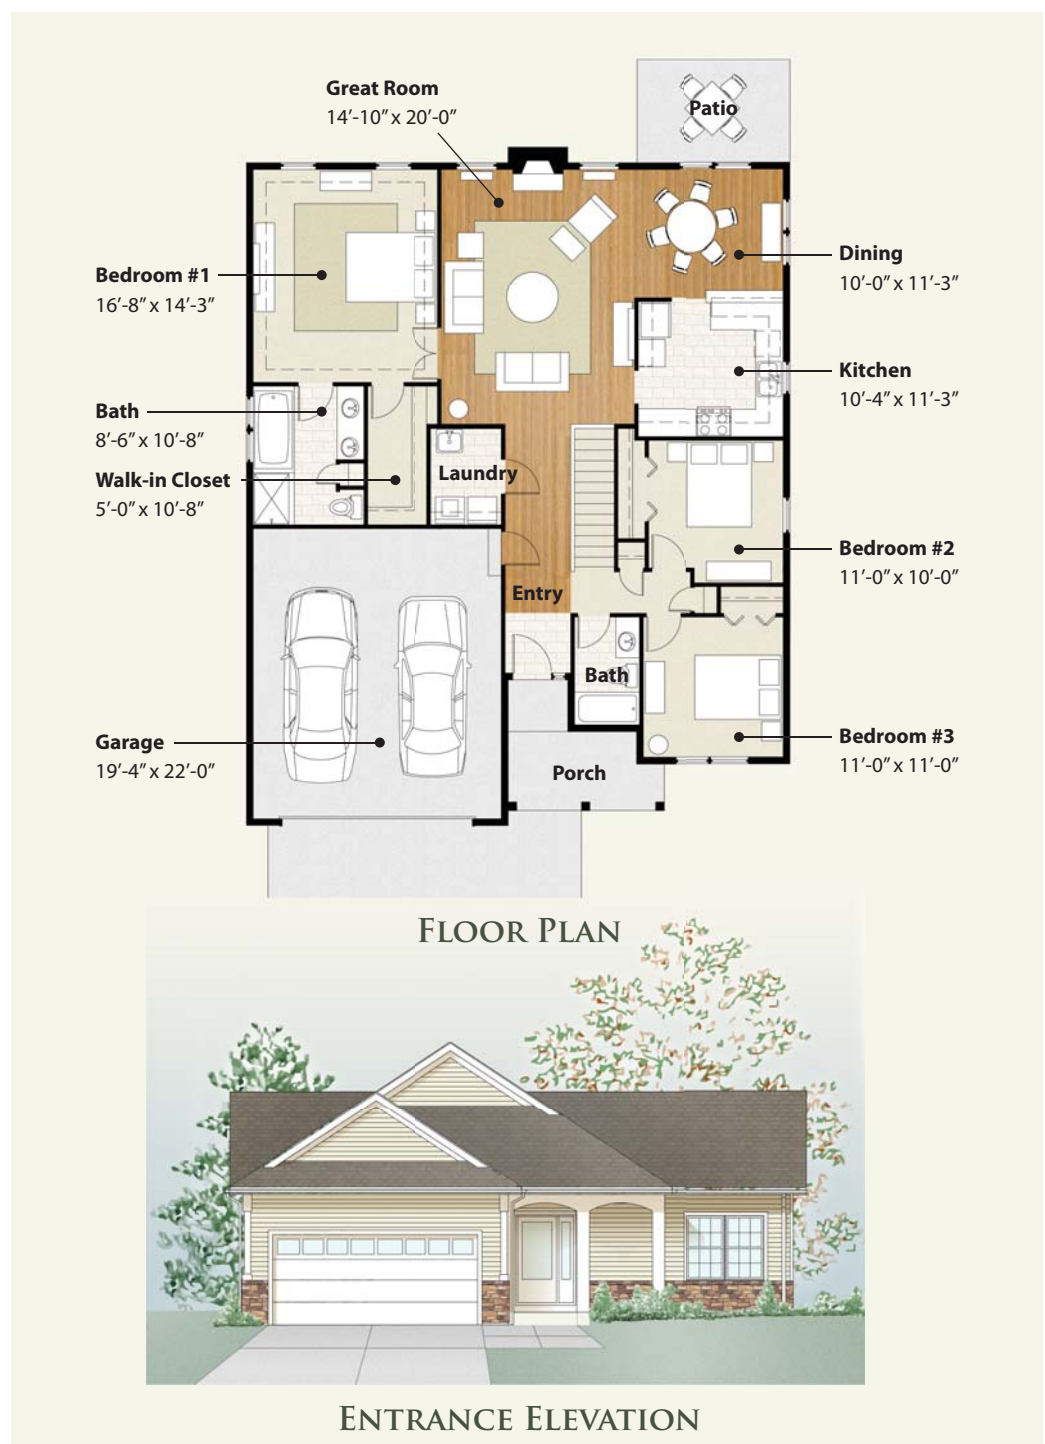 Patio
Great Room
14’-10” x 20’-0”
Bedroom #1
16’-8” x 14’-3”
Dining
10’-0” x 11’-3”
Kitchen
10’-4” x 11’-3”
Bath
8’-6” x 10’-8”
Walk-in Closet
5’-0” x 10’-8”
Laundry
Bedroom #2
11’-0” x 10’-0”
Entry
Bath
Garage
19’-4” x 22’-0”
Porch
Bedroom #3
11’-0” x 11’-0”
Floor Plan
Entrance Elevation